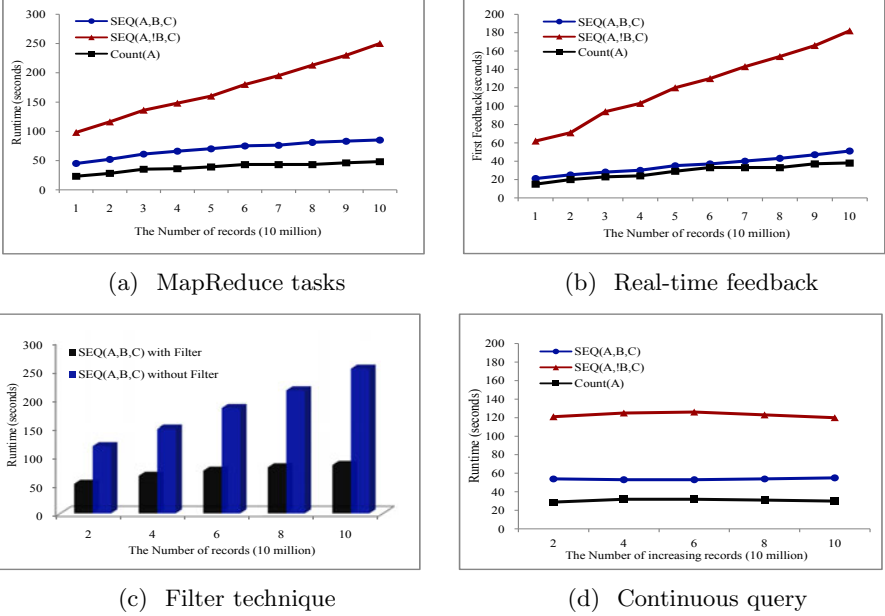 300
250
200
150
100
50
0
Runtime (seconds)
SEQ(A,B,C)
SEQ(A,!B,C)
Count(A)
1 2 3 4 5 6 7 8 9 10
The Number of records (10 million)
(a) MapReduce tasks
200
180
160
140
120
100
80
60
40
20
0
First Feedback(seconds)
SEQ(A,B,C)
SEQ(A,!B,C)
Count(A)
1 2 3 4 5 6 7 8 9 10
The Number of records (10 million)
(b) Real-time feedback
300
250
200
150
100
50
0
Runtime (seconds)
SEQ(A,B,C) with Filter
SEQ(A,B,C) without Filter
2 4 6 8 10
The Number of records (10 million)
(c) Filter technique
200
180
160
140
120
100
80
60
40
20
0
Runtime (seconds)
SEQ(A,B,C)
SEQ(A,!B,C)
Count(A)
2 4 6 8 10
The Number of increasing records (10 million)
(d) Continuous query